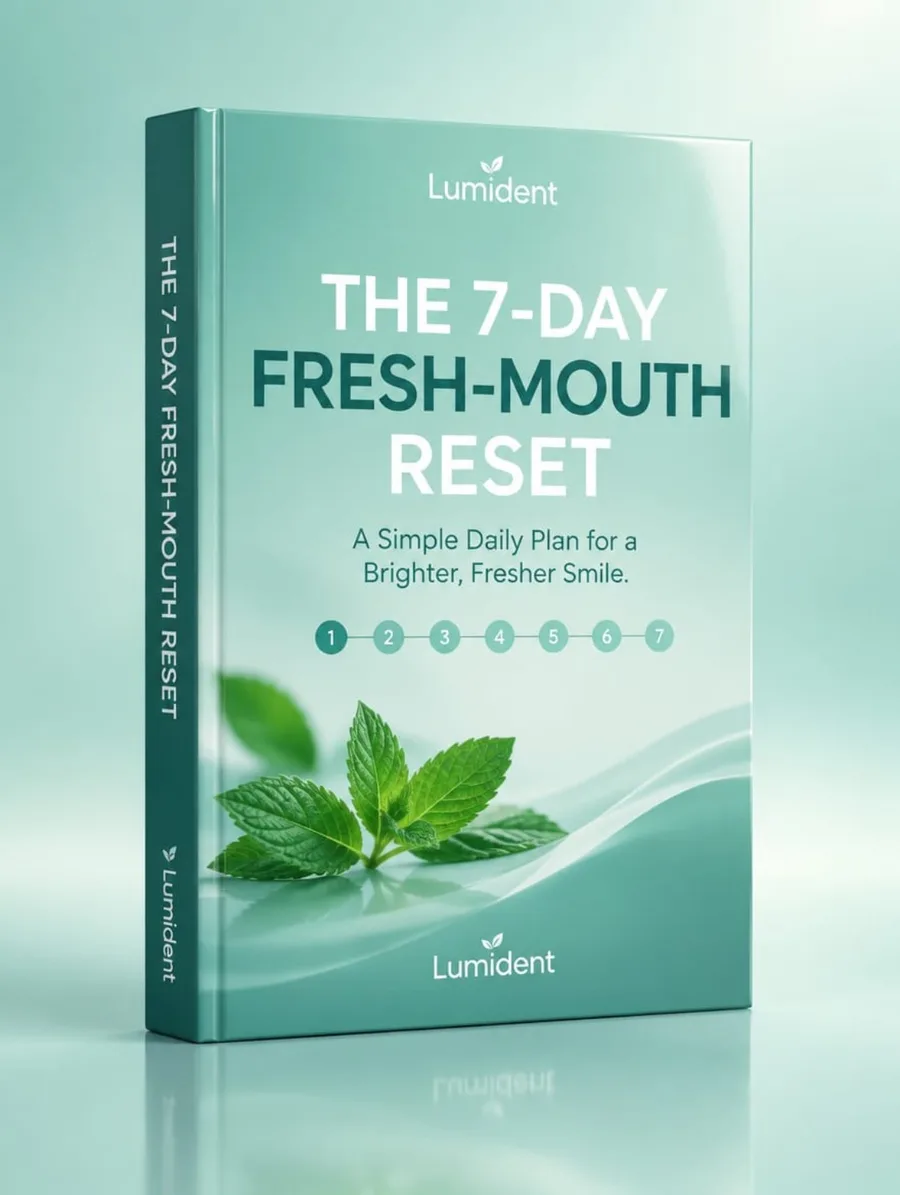 Lumident
THE 7-DAY
FRESH-MOUTH
RESET
A Simple Daily Plan for a
Brighter, Fresher Smile.
1 2 3 4 5 6 7
Lumident
THE 7-DAY FRESH-MOUTH RESET
Lumident
Lumident